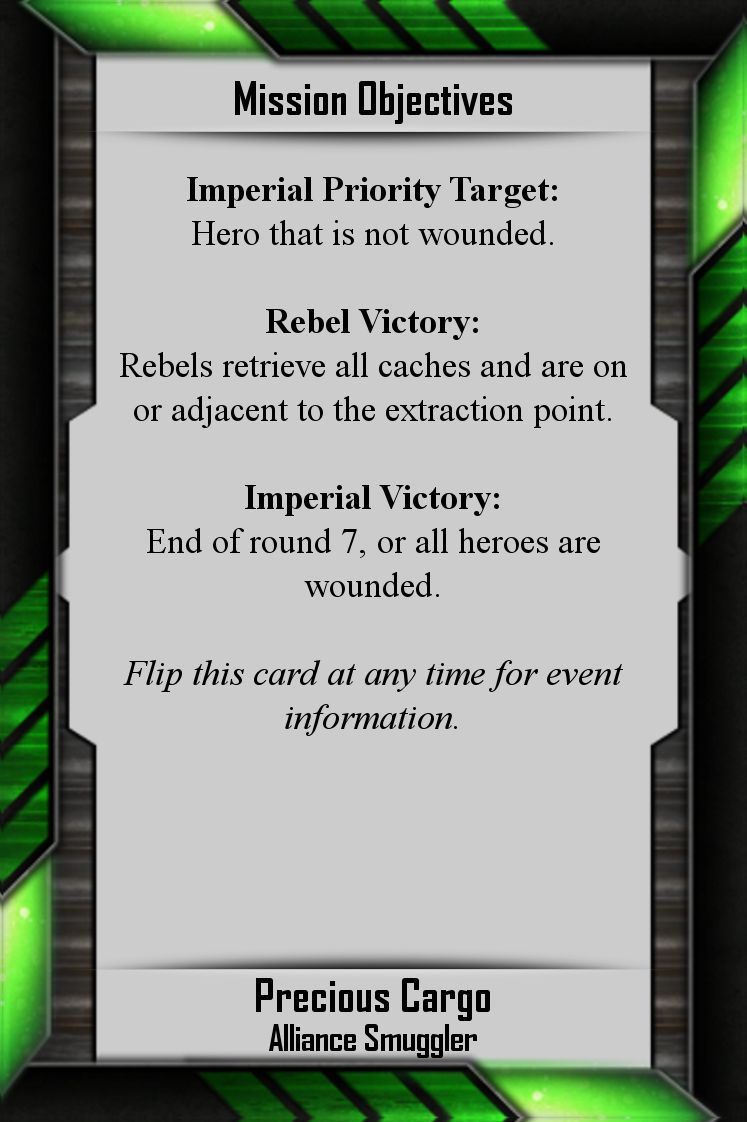 Mission Objectives
Imperial Priority Target:
Hero that is not wounded.
Rebel Victory:
Rebels retrieve all caches and are on
or adjacent to the extraction point.
Imperial Victory:
End of round 7, or all heroes are
wounded.
Flip this card at any time for event
information.
Precious Cargo
Alliance Smuggler